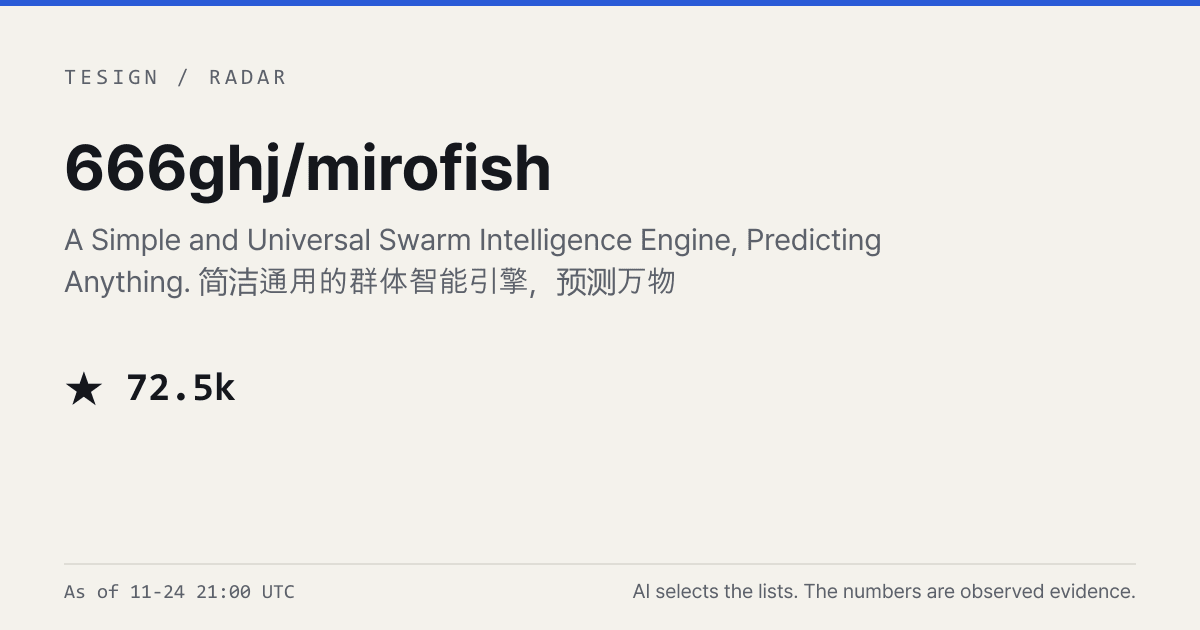 TESIGN / RADAR
666ghj/mirofish
A Simple and Universal Swarm Intelligence Engine, Predicting
Anything. 简洁通用的群体智能引擎，预测万物
★ 72.5k
As of 11-24 21:00 UTC
AI selects the lists. The numbers are observed evidence.